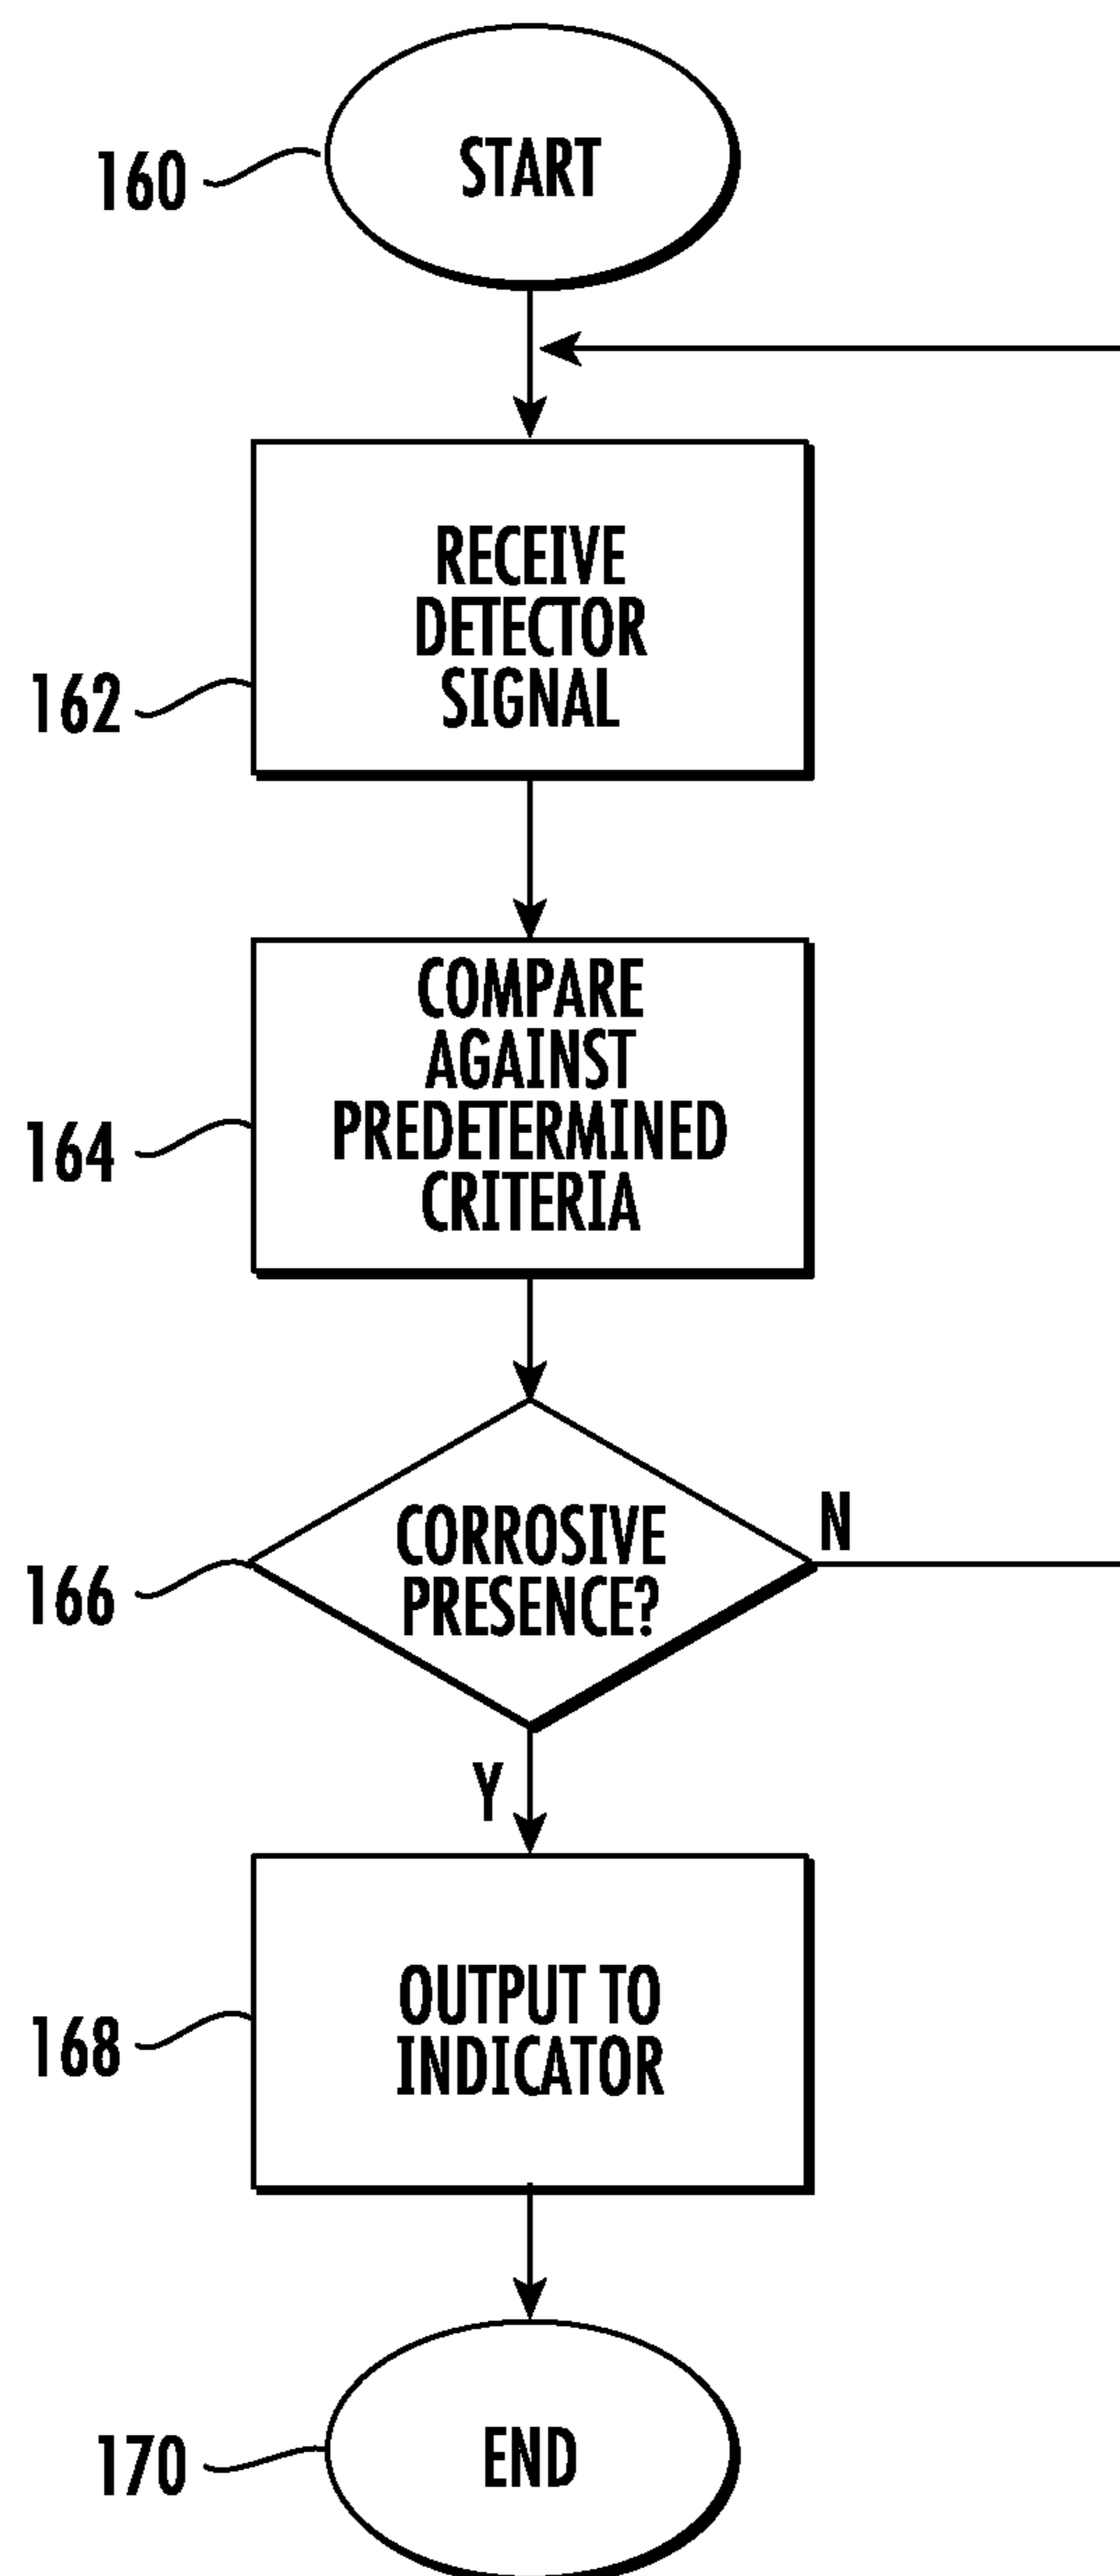 160
START
162
RECEIVE
DETECTOR
SIGNAL
164
COMPARE
AGAINST
PREDETERMINED
CRITERIA
166
CORROSIVE
PRESENCE?
N
Y
168
OUTPUT TO
INDICATOR
170
END